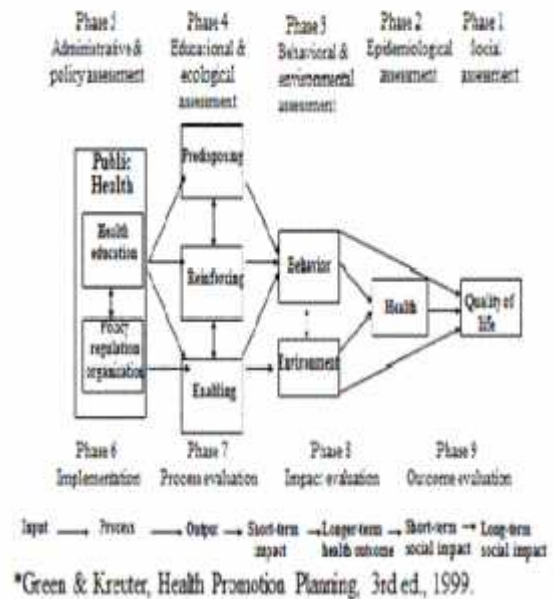 Phase 5
Administrative &
policy assessment
Phase 4
Educational &
ecological
assessment
Phase 3
Behavioral &
environmental
assessment
Phase 2
Epidemiological
assessment
Phase 1
Social
assessment
Public
Health
Health
education
Policy
regulation
organization
Predisposing
Reinforcing
Enabling
Behavior
Environment
Health
Quality of
life
Phase 6
Implementation
Phase 7
Process evaluation
Phase 8
Impact evaluation
Phase 9
Outcome evaluation
Input → Process → Output → Short-term impact → Longer-term health outcome → Short-term social impact → Long-term social impact
*Green & Kreuter, Health Promotion Planning, 3rd ed., 1999.